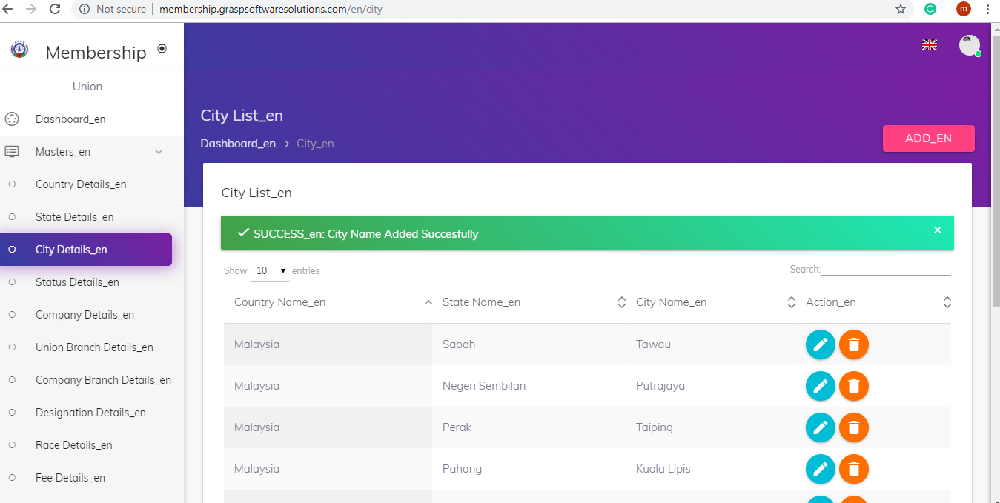 Not secure | membership.graspsoftwaresolutions.com/en/city
m
Membership
Union
Dashboard_en
Masters_en
Country Details_en
State Details_en
City Details_en
Status Details_en
Company Details_en
Union Branch Details_en
Company Branch Details_en
Designation Details_en
Race Details_en
Fee Details_en
City List_en
Dashboard_en > City_en
ADD_EN
City List_en
SUCCESS_en: City Name Added Succesfully
Show 10 entries
Search:
Country Name_en State Name_en City Name_en Action_en
Malaysia Sabah Tawau
Malaysia Negeri Sembilan Putrajaya
Malaysia Perak Taiping
Malaysia Pahang Kuala Lipis